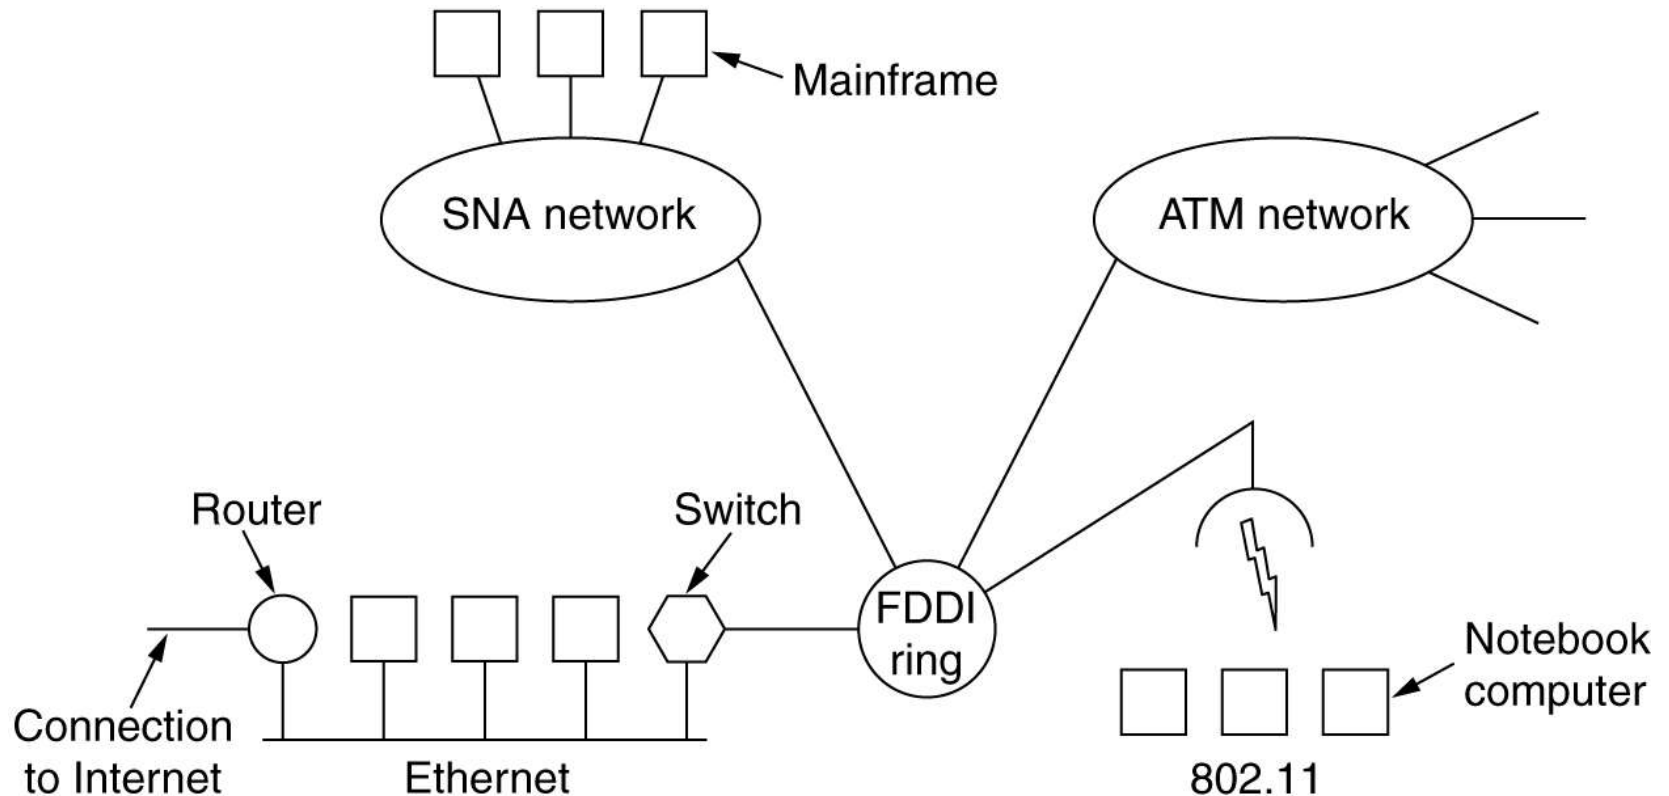 Mainframe
SNA network
ATM network
Router
Switch
FDDI
ring
Notebook
computer
Connection
to Internet
Ethernet
802.11